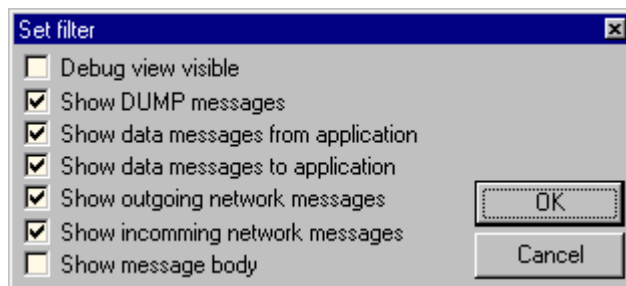 Set filter
Debug view visible
Show DUMP messages
Show data messages from application
Show data messages to application
Show outgoing network messages
Show incomming network messages
Show message body
OK
Cancel